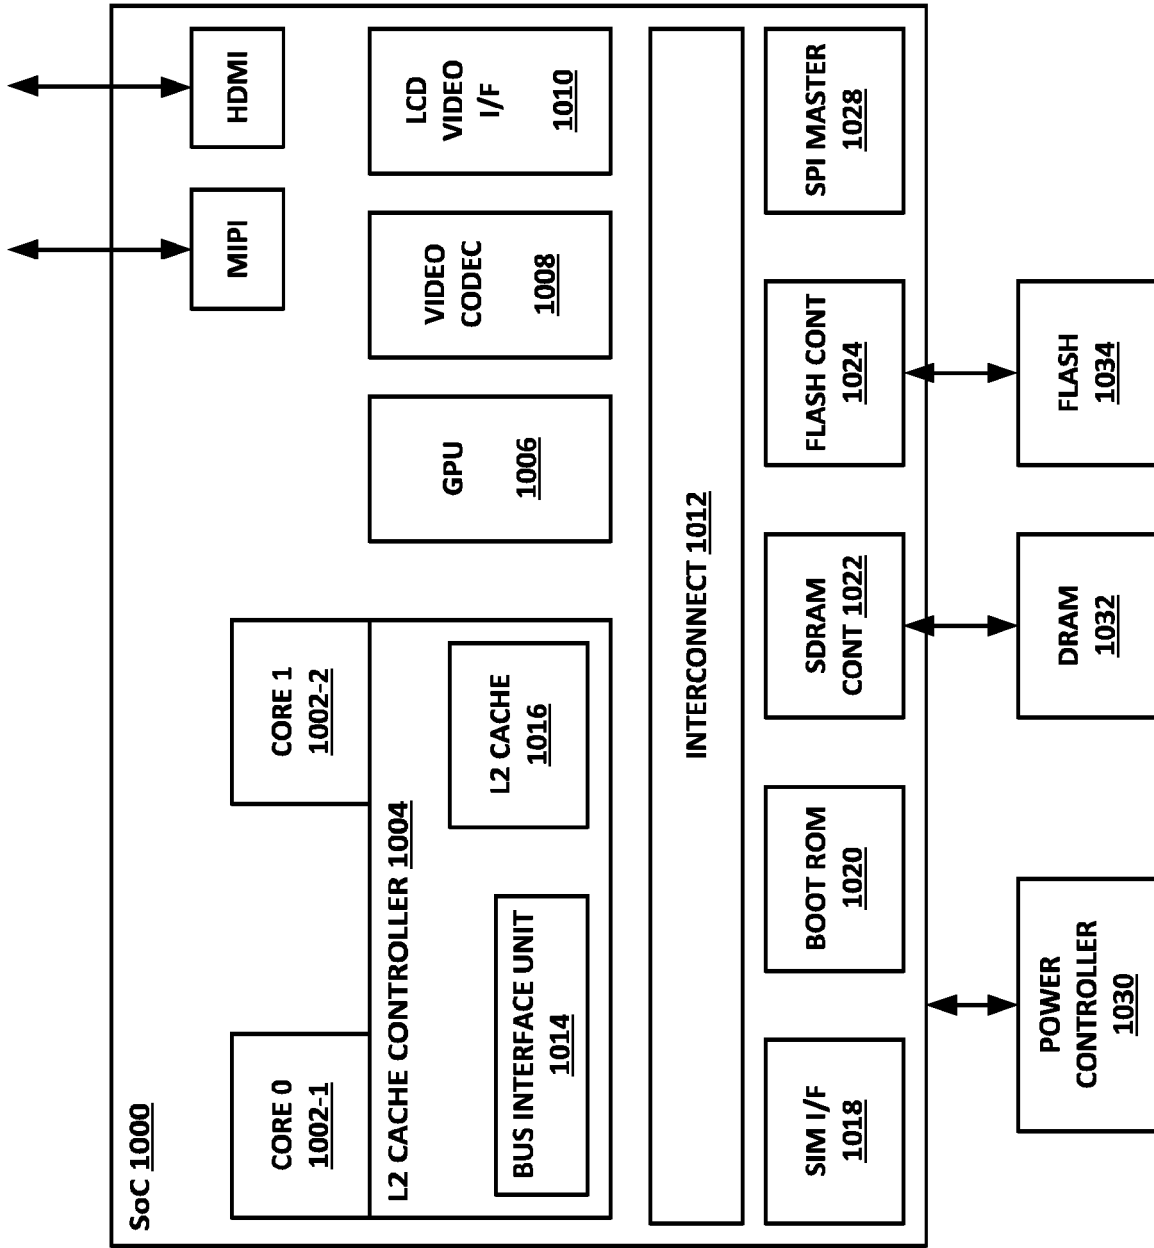 SoC 1000
CORE 0
1002-1
CORE 1
1002-2
MIPI
HDMI
L2 CACHE CONTROLLER 1004
BUS INTERFACE UNIT
1014
L2 CACHE
1016
GPU
1006
VIDEO
CODEC
1008
LCD
VIDEO
I/F
1010
INTERCONNECT 1012
SIM I/F
1018
BOOT ROM
1020
SDRAM
CONT 1022
FLASH CONT
1024
SPI MASTER
1028
POWER
CONTROLLER
1030
DRAM
1032
FLASH
1034